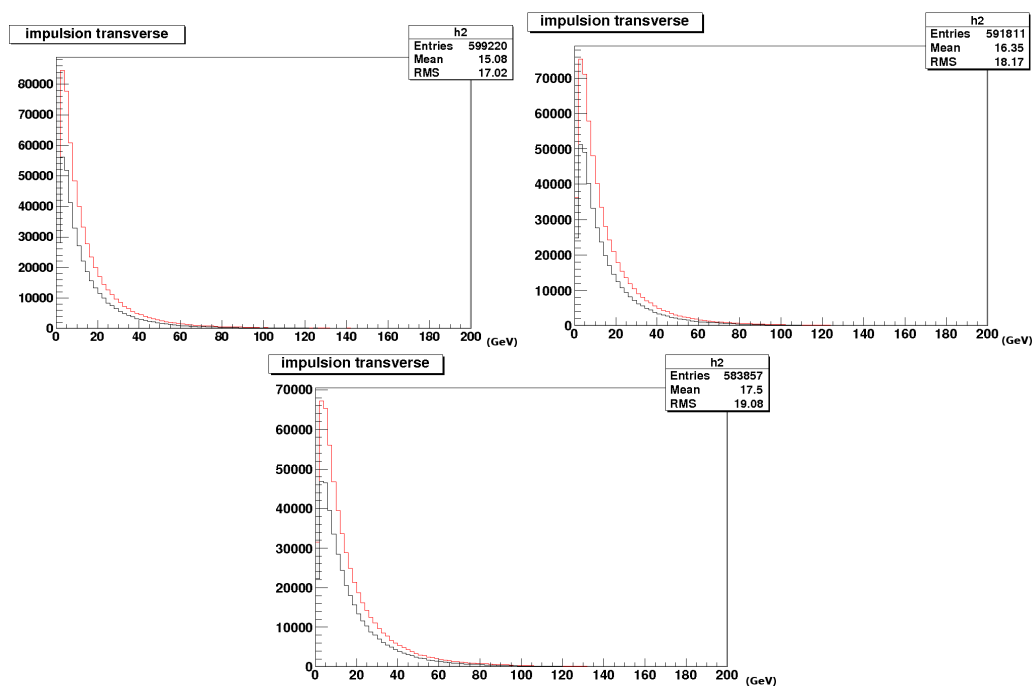 impulsion transverse
h2
Entries 599220
Mean 15.08
RMS 17.02
80000
70000
60000
50000
40000
30000
20000
10000
0
0 20 40 60 80 100 120 140 160 180 200
(GeV)
impulsion transverse
h2
Entries 591811
Mean 16.35
RMS 18.17
70000
60000
50000
40000
30000
20000
10000
0
0 20 40 60 80 100 120 140 160 180 200
(GeV)
impulsion transverse
h2
Entries 583857
Mean 17.5
RMS 19.08
70000
60000
50000
40000
30000
20000
10000
0
0 20 40 60 80 100 120 140 160 180 200
(GeV)